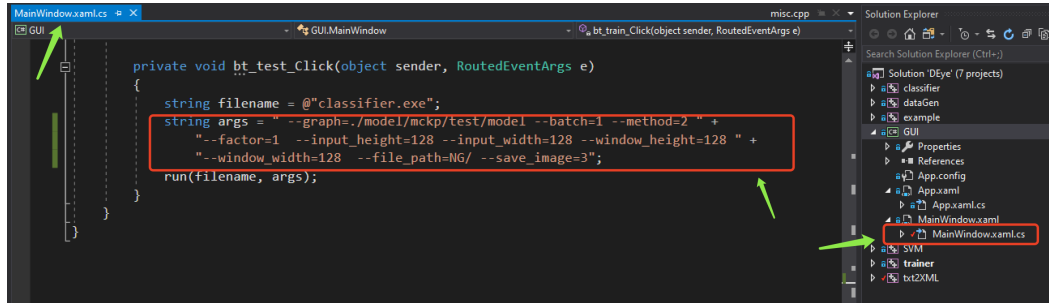 MainWindow.xaml.cs
misc.cpp
Solution Explorer
GUI
GUI.MainWindow
bt_train_Click(object sender, RoutedEventArgs e)
Search Solution Explorer (Ctrl+;)
private void bt_test_Click(object sender, RoutedEventArgs e)
{
string filename = @"classifier.exe";
string args = " --graph=./model/mckp/test/model --batch=1 --method=2 " +
"--factor=1  --input_height=128 --input_width=128 --window_height=128 " +
"--window_width=128  --file_path=NG/ --save_image=3";
run(filename, args);
}
}
}
Solution 'DEye' (7 projects)
classifier
dataGen
example
GUI
Properties
References
App.config
App.xaml
App.xaml.cs
MainWindow.xaml
MainWindow.xaml.cs
SVM
trainer
txt2XML